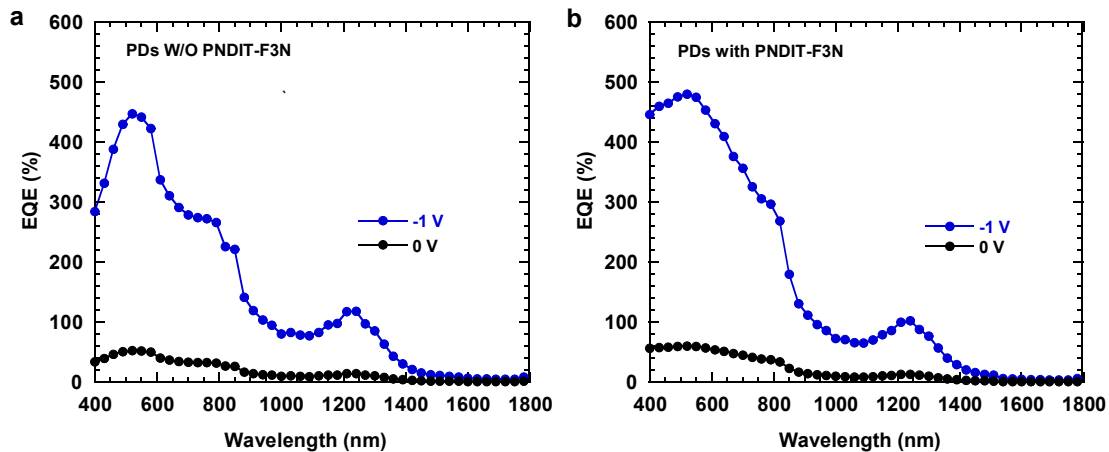 a
PDs W/O PNDIT-F3N
EQE (%)
600
500
400
300
200
100
0
-1 V
0 V
400 600 800 1000 1200 1400 1600 1800
Wavelength (nm)
b
PDs with PNDIT-F3N
EQE (%)
600
500
400
300
200
100
0
-1 V
0 V
400 600 800 1000 1200 1400 1600 1800
Wavelength (nm)